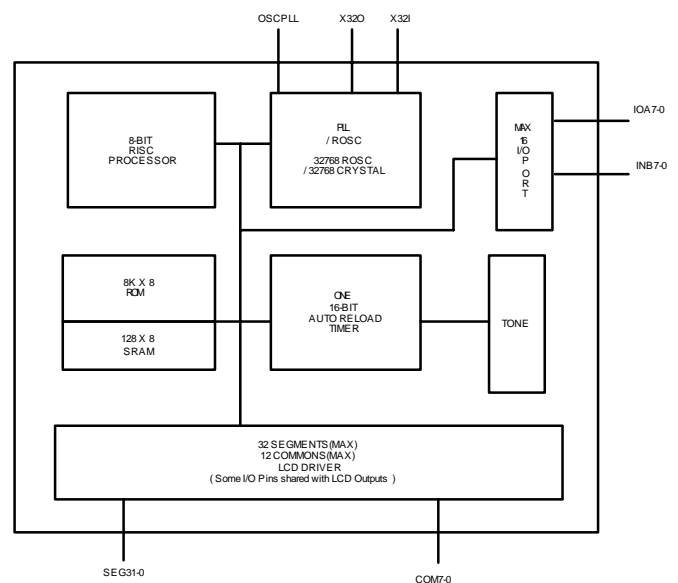 OSCPLL X32O X32I
8-BIT
RISC
PROCESSOR
PLL
/ ROSC
32768 ROSC
/ 32768 CRYSTAL
MAX
16
I/O
P
O
R
T
IOA7-0
INB7-0
8K X 8
ROM
128 X 8
SRAM
ONE
16-BIT
AUTO RELOAD
TIMER
TONE
32 SEGMENTS(MAX)
12 COMMONS(MAX)
LCD DRIVER
( Some I/O Pins shared with LCD Outputs )
SEG31-0
COM7-0